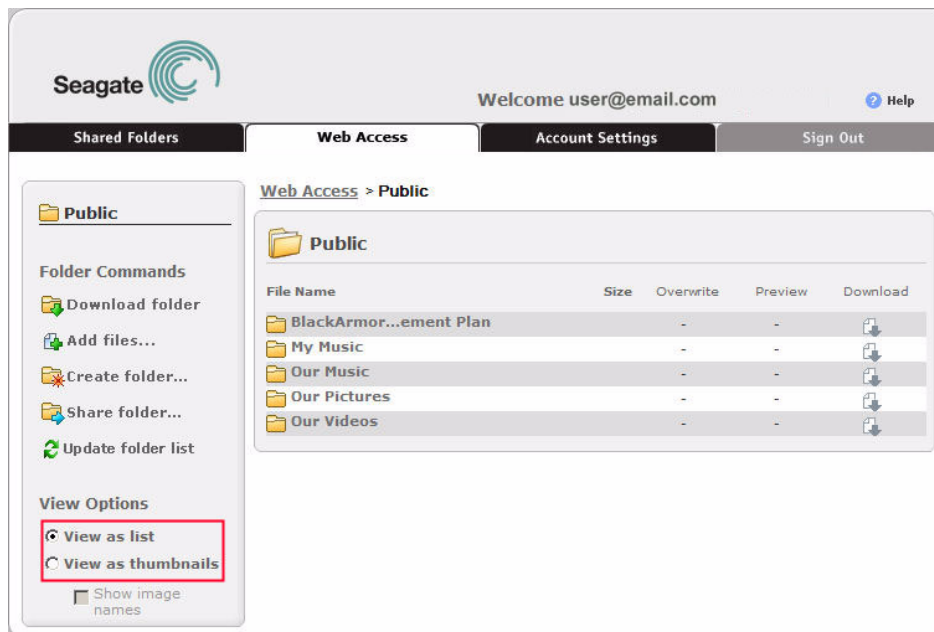 Seagate
Welcome user@email.com
Help
Shared Folders
Web Access
Account Settings
Sign Out
Public
Folder Commands
Download folder
Add files...
Create folder...
Share folder...
Update folder list
View Options
View as list
View as thumbnails
Show image
names
Web Access > Public
Public
File Name Size Overwrite Preview Download
BlackArmor...ement Plan - -
My Music - -
Our Music - -
Our Pictures - -
Our Videos - -